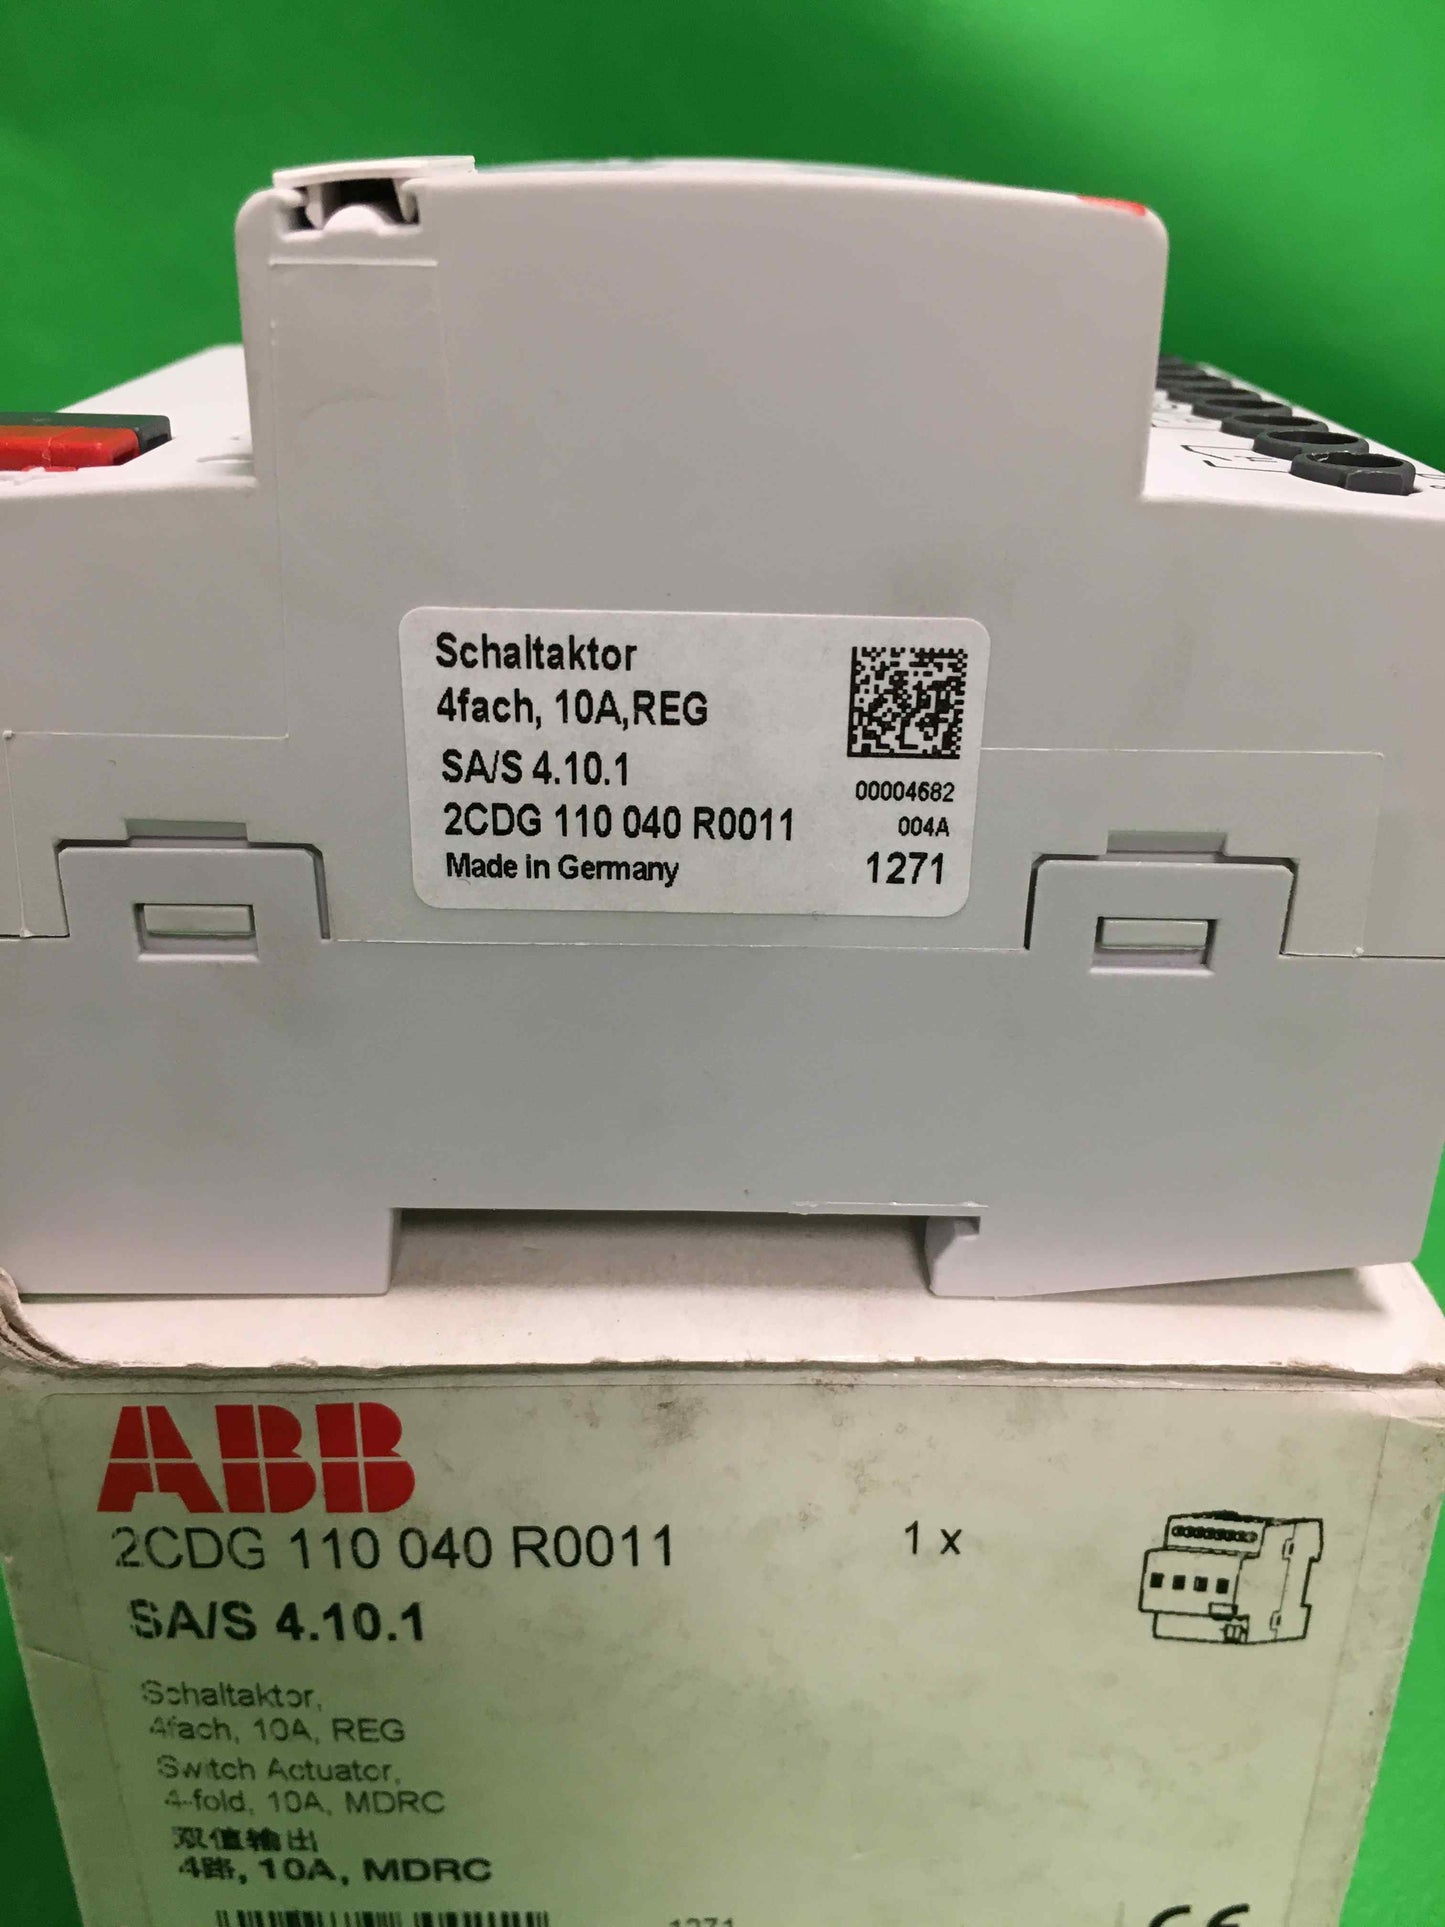 Schaltaktor
4fach, 10A,REG
SA/S 4.10.1
2CDG 110 040 R0011
Made in Germany
00004682
004A
1271
ABB
2CDG 110 040 R0011
1 x
SA/S 4.10.1
Schaltaktor,
4fach, 10A, REG
Switch Actuator,
4-fold, 10A, MDRC
双值输出
4路, 10A, MDRC
1271
CE